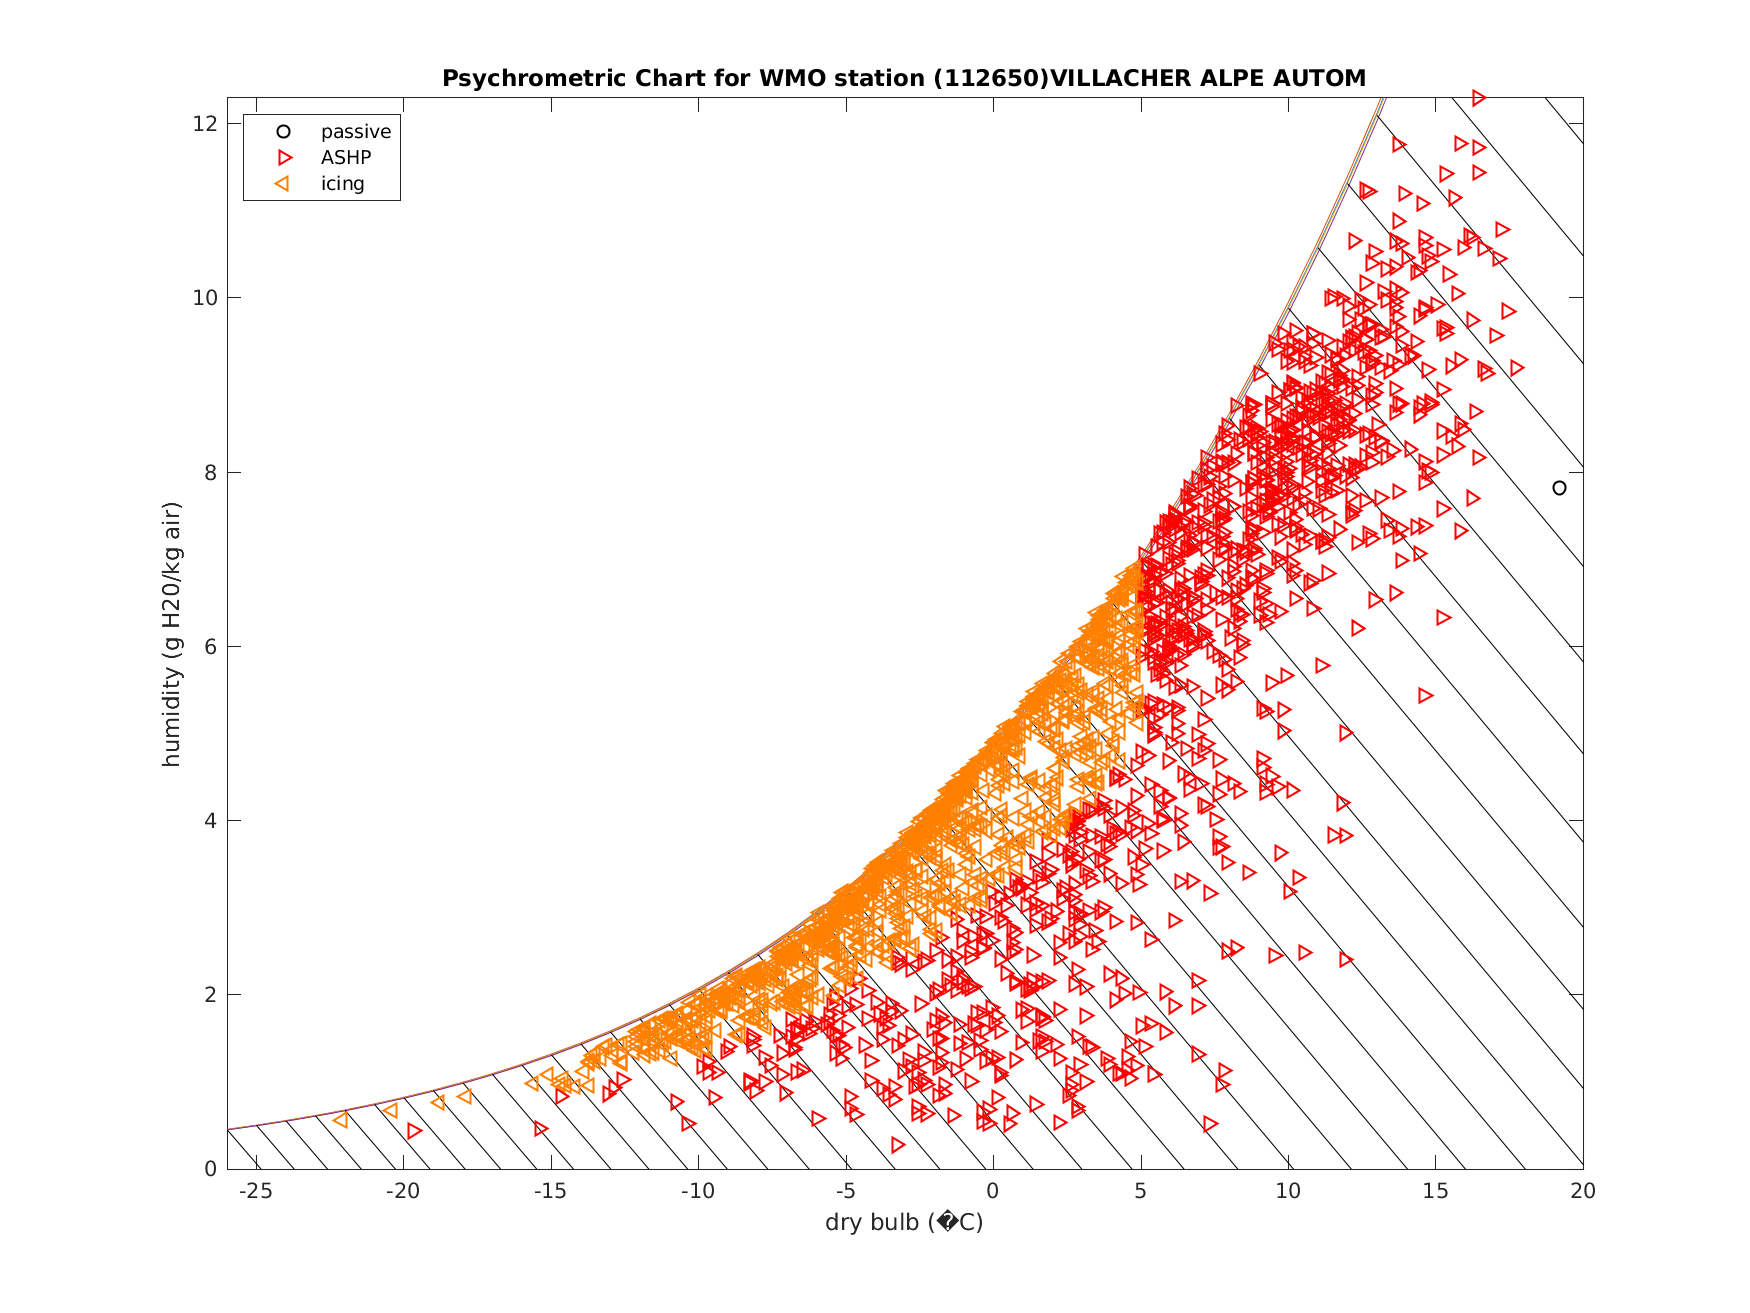 Psychrometric Chart for WMO station (112650)VILLACHER ALPE AUTOM
passive
ASHP
icing
humidity (g H20/kg air)
12
10
8
6
4
2
0
-25 -20 -15 -10 -5 0 5 10 15 20
dry bulb (�C)